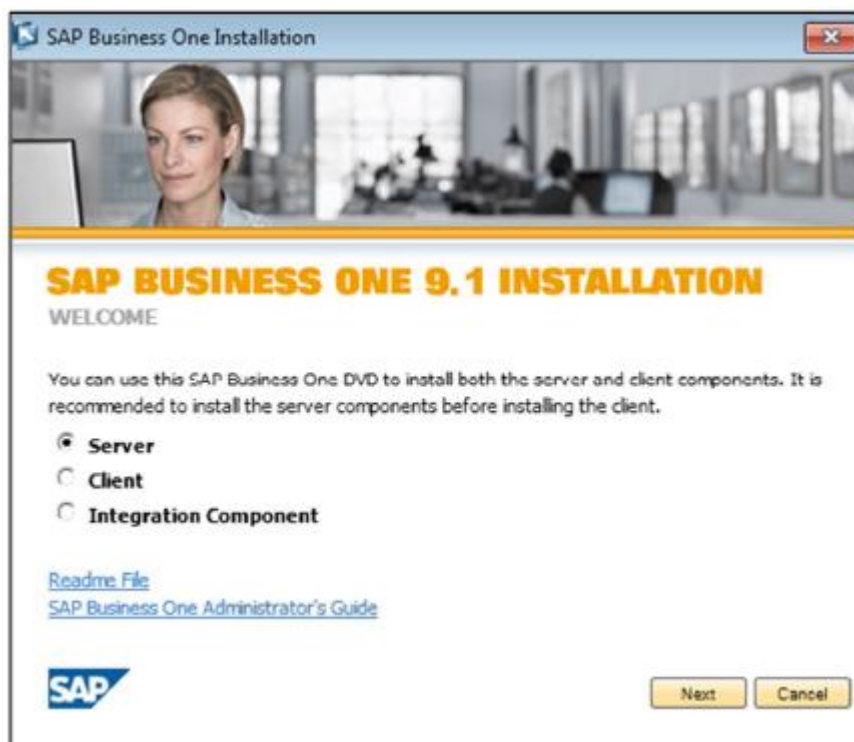 SAP Business One Installation
SAP BUSINESS ONE 9.1 INSTALLATION
WELCOME
You can use this SAP Business One DVD to install both the server and client components. It is
recommended to install the server components before installing the client.
Server
Client
Integration Component
Readme File
SAP Business One Administrator's Guide
SAP
Next
Cancel